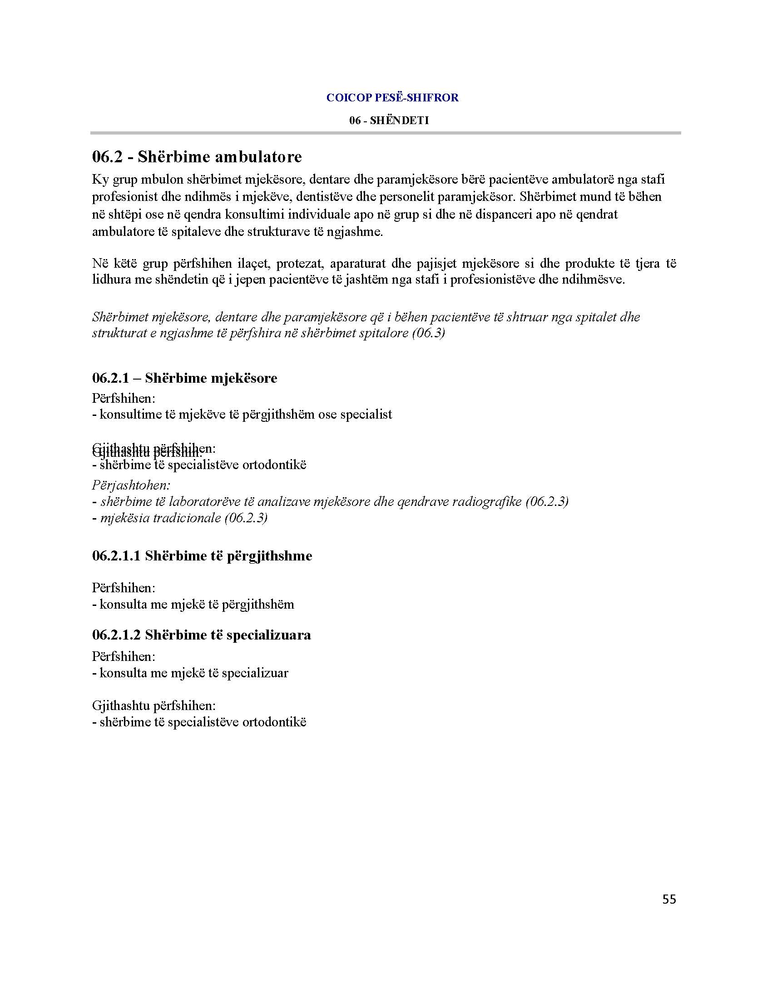 COICOP PESË-SHIFROR
06 - SHËNDETI
06.2 - Shërbime ambulatore
Ky grup mbulon shërbimet mjekësore, dentare dhe paramjekësore bërë pacientëve ambulatorë nga stafi
profesionist dhe ndihmës i mjekëve, dentistëve dhe personelit paramjekësor. Shërbimet mund të bëhen
në shtëpi ose në qendra konsultimi individuale apo në grup si dhe në dispanceri apo në qendrat
ambulatore të spitaleve dhe strukturave të ngjashme.
Në këtë grup përfshihen ilaçet, protezat, aparaturat dhe pajisjet mjekësore si dhe produkte të tjera të
lidhura me shëndetin që i jepen pacientëve të jashtëm nga stafi i profesionistëve dhe ndihmësve.
Shërbimet mjekësore, dentare dhe paramjekësore që i bëhen pacientëve të shtruar nga spitalet dhe
strukturat e ngjashme të përfshira në shërbimet spitalore (06.3)
06.2.1 – Shërbime mjekësore
Përfshihen:
- konsultime të mjekëve të përgjithshëm ose specialist
Gjithashtu përfshihen:
Gjithashtu përfshin:
- shërbime të specialistëve ortodontikë
Përjashtohen:
- shërbime të laboratorëve të analizave mjekësore dhe qendrave radiografike (06.2.3)
- mjekësia tradicionale (06.2.3)
06.2.1.1 Shërbime të përgjithshme
Përfshihen:
- konsulta me mjekë të përgjithshëm
06.2.1.2 Shërbime të specializuara
Përfshihen:
- konsulta me mjekë të specializuar
Gjithashtu përfshihen:
- shërbime të specialistëve ortodontikë
55